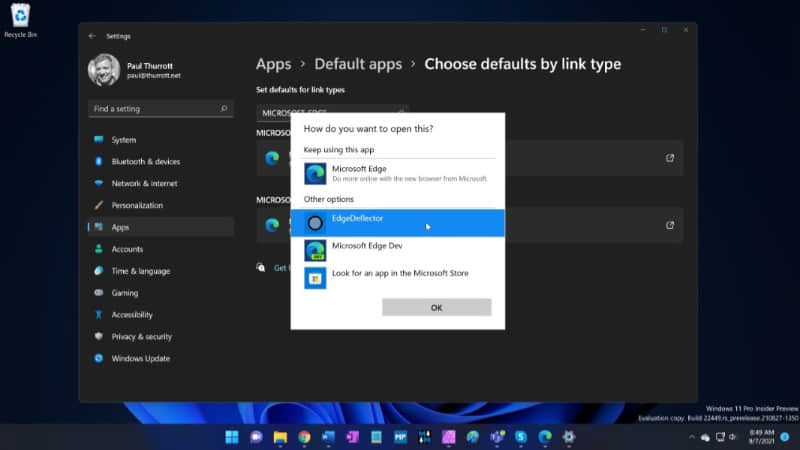 Recycle Bin
Settings
Paul Thurrott
paul@thurrott.net
Find a setting
System
Bluetooth & devices
Network & internet
Personalization
Apps
Accounts
Time & language
Gaming
Accessibility
Privacy & security
Windows Update
Apps > Default apps > Choose defaults by link type
Set defaults for link types
MICROSOFT-EDGE
MICROSO
MICROSOF
Get
How do you want to open this?
Keep using this app
Microsoft Edge
Do more online with the new browser from Microsoft.
Other options
EdgeDeflector
Microsoft Edge Dev
Look for an app in the Microsoft Store
OK
Windows 11 Pro Insider Preview
Evaluation copy. Build 22449.rs_prerelease.210827-1350
8:49 AM
9/7/2021